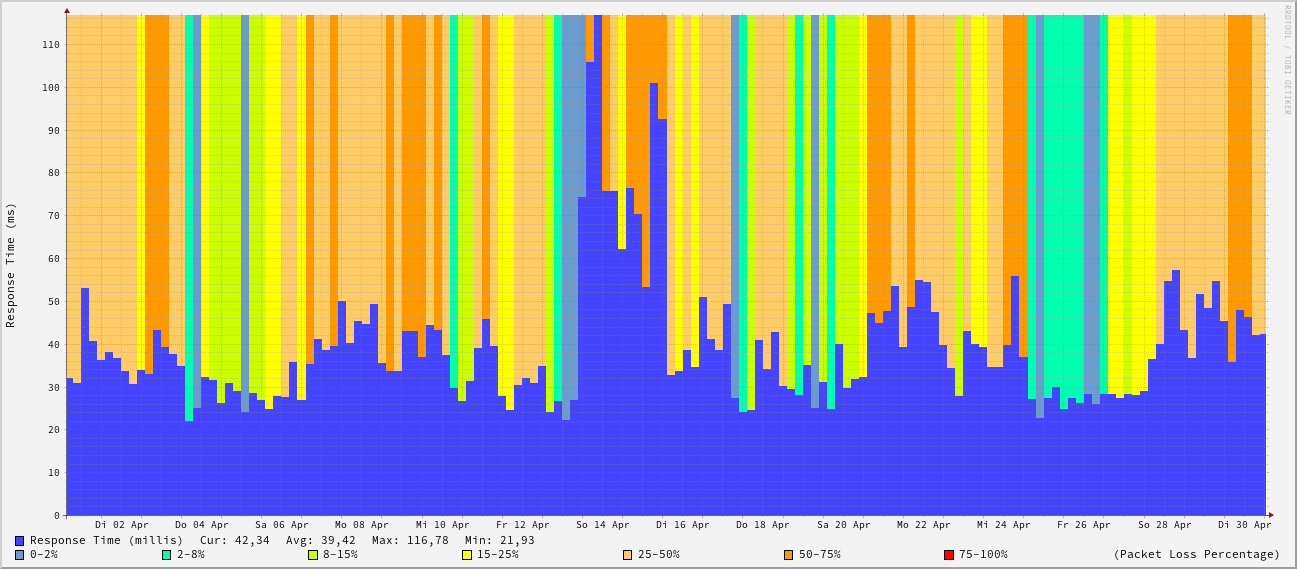 RRDTOOL / TOBI OETIKER
Response Time (ms)
110
100
90
80
70
60
50
40
30
20
10
0
Di 02 Apr Do 04 Apr Sa 06 Apr Mo 08 Apr Mi 10 Apr Fr 12 Apr So 14 Apr Di 16 Apr Do 18 Apr Sa 20 Apr Mo 22 Apr Mi 24 Apr Fr 26 Apr So 28 Apr Di 30 Apr
Response Time (millis) Cur: 42,34 Avg: 39,42 Max: 116,78 Min: 21,93
0-2% 2-8% 8-15% 15-25% 25-50% 50-75% 75-100% (Packet Loss Percentage)